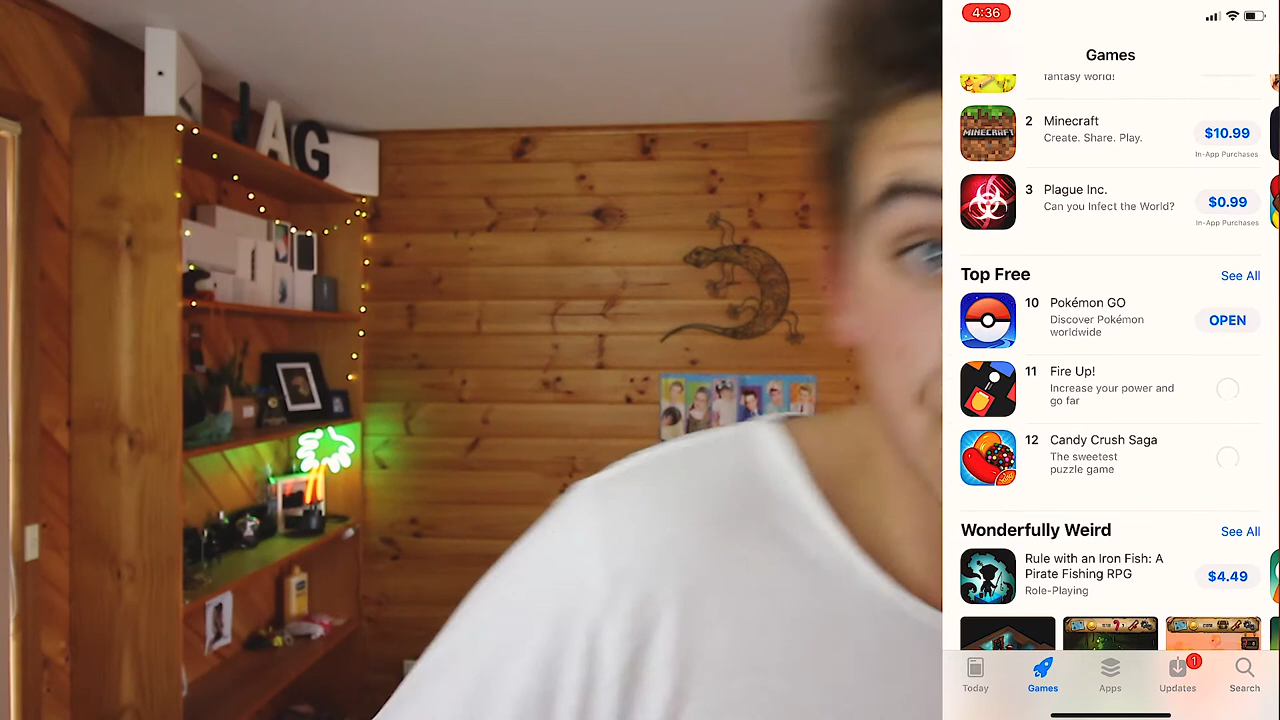 JAG
4:36
Games
fantasy world!
MINECRAFT
2 Minecraft
Create. Share. Play.
$10.99
In-App Purchases
3 Plague Inc.
Can you Infect the World?
$0.99
In-App Purchases
Top Free
See All
10 Pokémon GO
Discover Pokémon
worldwide
OPEN
11 Fire Up!
Increase your power and
go far
12 Candy Crush Saga
The sweetest
puzzle game
Wonderfully Weird
See All
Rule with an Iron Fish: A
Pirate Fishing RPG
Role-Playing
$4.49
Today
Games
Apps
1
Updates
Search